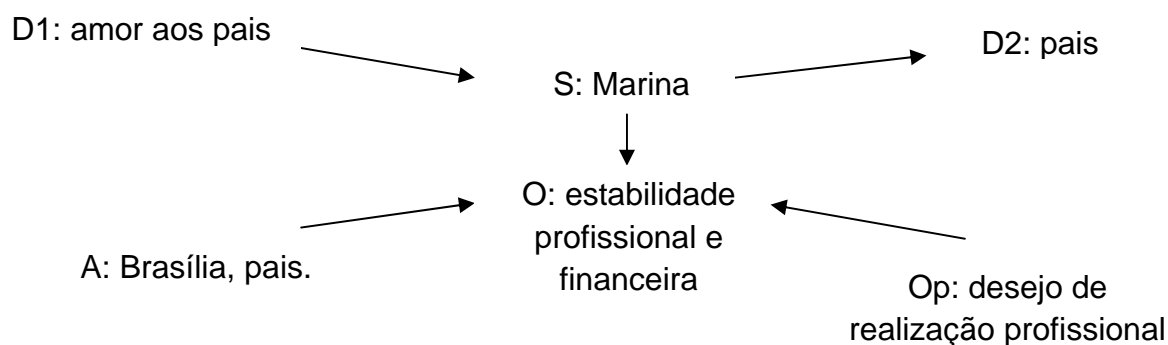 D1: amor aos pais
D2: pais
S: Marina
O: estabilidade
profissional e
financeira
A: Brasília, pais.
Op: desejo de
realização profissional